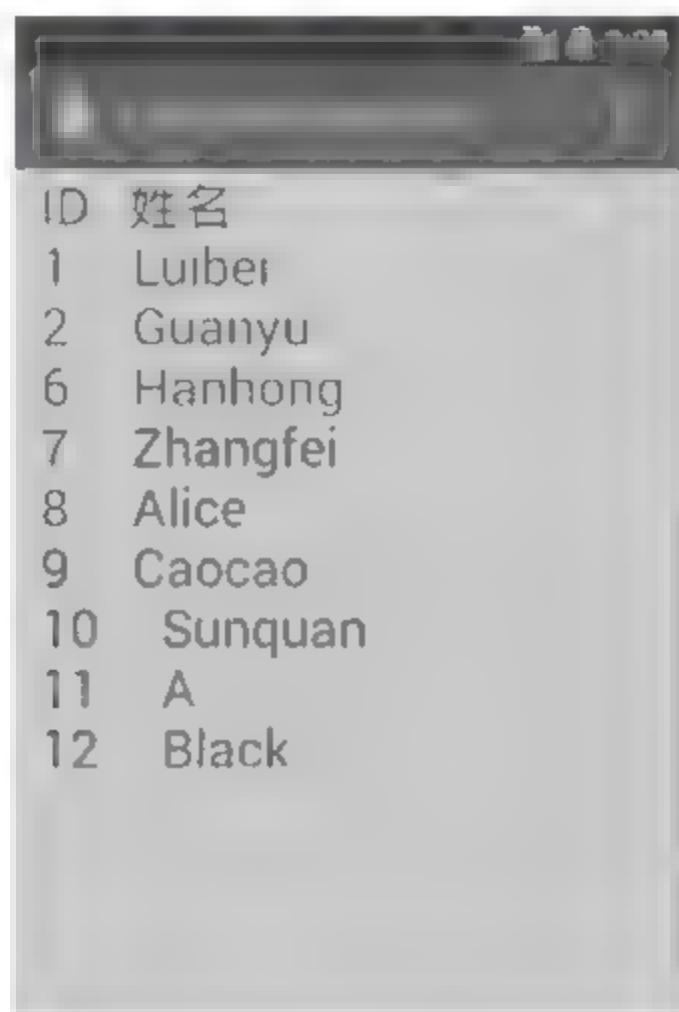 ID 姓名
1 Luibei
2 Guanyu
6 Hanhong
7 Zhangfei
8 Alice
9 Caocao
10 Sunquan
11 A
12 Black